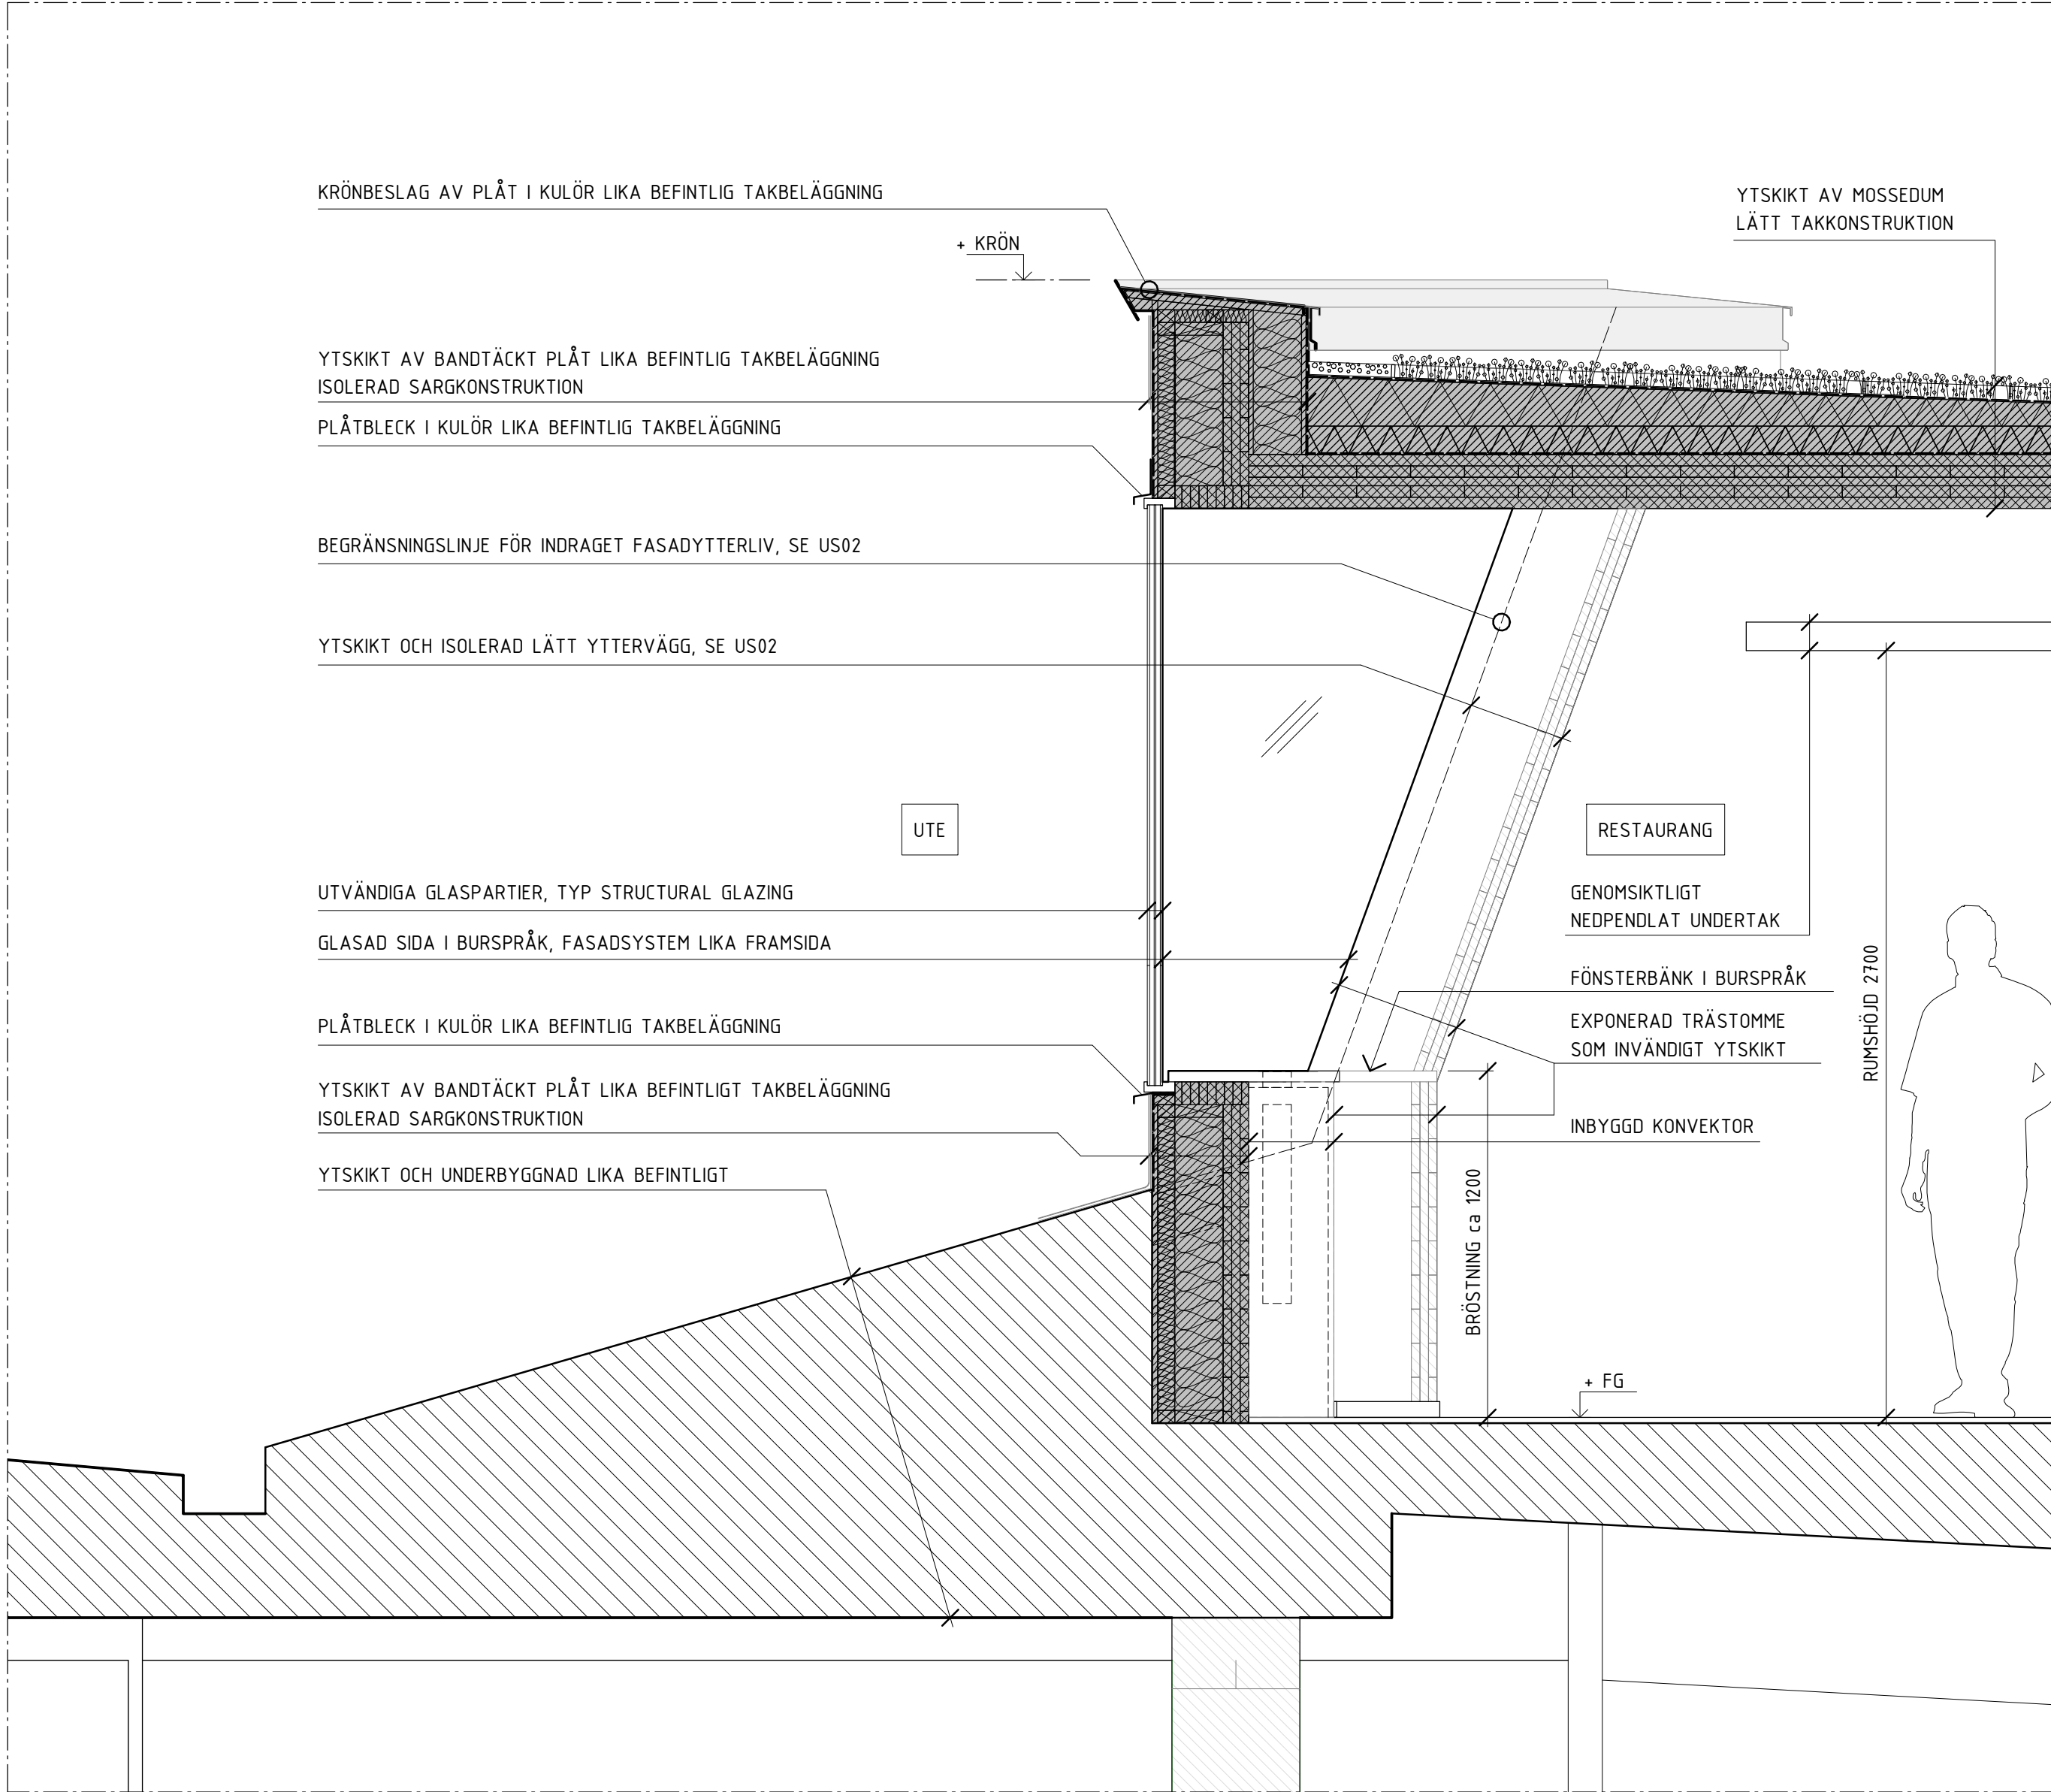 KRÖNBESLAG AV PLÅT I KULÖR LIKA BEFINTLIG TAKBELÄGGNING
YTSKIKT AV MOSSEDUM
LÄTT TAKKONSTRUKTION
+ KRÖN
YTSKIKT AV BANDTÄCKT PLÅT LIKA BEFINTLIG TAKBELÄGGNING
ISOLERAD SARGKONSTRUKTION
PLÅTBLECK I KULÖR LIKA BEFINTLIG TAKBELÄGGNING
BEGRÄNSNINGSLINJE FÖR INDRAGET FASADYTTERLIV, SE US02
YTSKIKT OCH ISOLERAD LÄTT YTTERVÄGG, SE US02
UTE
RESTAURANG
UTVÄNDIGA GLASPARTIER, TYP STRUCTURAL GLAZING
GLASAD SIDA I BURSPRÅK, FASADSYSTEM LIKA FRAMSIDA
GENOMSIKTLIGT
NEDPENDLAT UNDERTAK
FÖNSTERBÄNK I BURSPRÅK
EXPONERAD TRÄSTOMME
SOM INVÄNDIGT YTSKIKT
RUMSHÖJD 2700
PLÅTBLECK I KULÖR LIKA BEFINTLIG TAKBELÄGGNING
YTSKIKT AV BANDTÄCKT PLÅT LIKA BEFINTLIGT TAKBELÄGGNING
ISOLERAD SARGKONSTRUKTION
INBYGGD KONVEKTOR
YTSKIKT OCH UNDERBYGGNAD LIKA BEFINTLIGT
BRÖSTNING ca 1200
+ FG